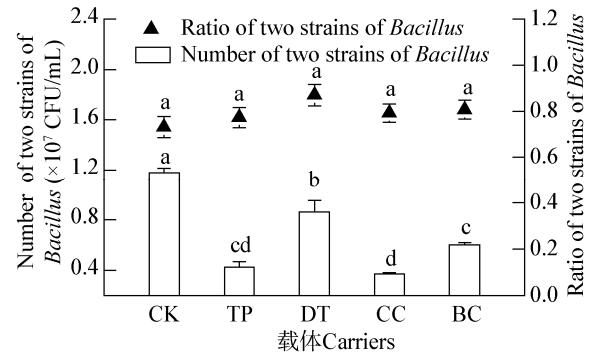 Number of two strains of
Bacillus (×10⁷ CFU/mL)
2.4
2.0
1.6
1.2
0.8
0.4
▲ Ratio of two strains of Bacillus
Number of two strains of Bacillus
a
a
a
a
a
a
cd
b
d
c
1.2
1.0
0.8
0.6
0.4
0.2
0.0
Ratio of two strains of Bacillus
CK TP DT CC BC
载体Carriers